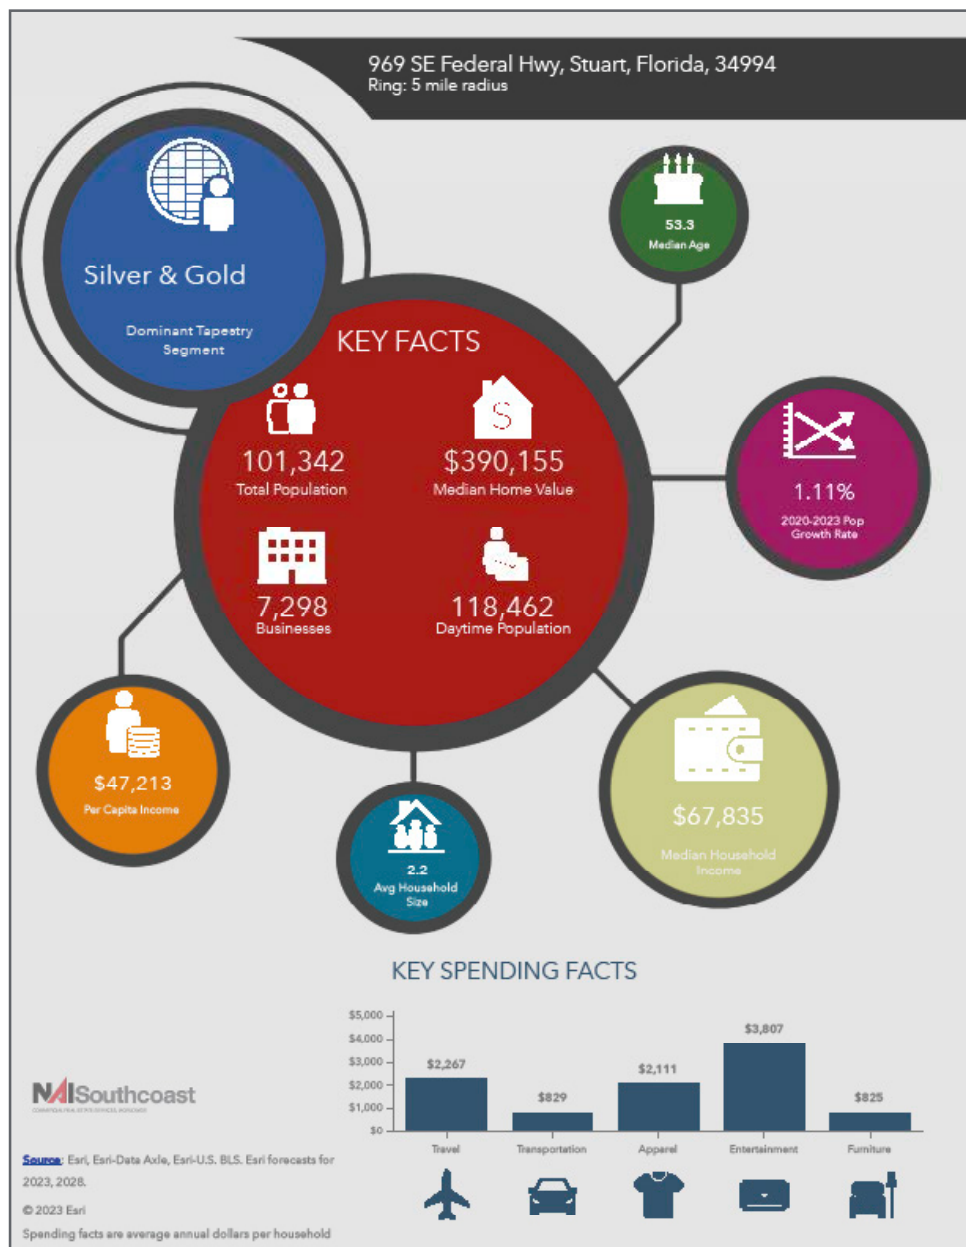 969 SE Federal Hwy, Stuart, Florida, 34994
Ring: 5 mile radius
Silver & Gold
Dominant Tapestry
Segment
53.3
Median Age
KEY FACTS
101,342
Total Population
$390,155
Median Home Value
7,298
Businesses
118,462
Daytime Population
1.11%
2020-2023 Pop
Growth Rate
$47,213
Per Capita Income
2.2
Avg Household
Size
$67,835
Median Household
Income
KEY SPENDING FACTS
$5,000
$4,000
$3,000
$2,000
$1,000
$0
$2,267
$829
$2,111
$3,807
$825
Travel
Transportation
Apparel
Entertainment
Furniture
NAISouthcoast
COMMERCIAL REAL ESTATE SERVICES, WORLDWIDE
Source: Esri, Esri-Data Axle, Esri-U.S. BLS. Esri forecasts for
2023, 2028.
© 2023 Esri
Spending facts are average annual dollars per household